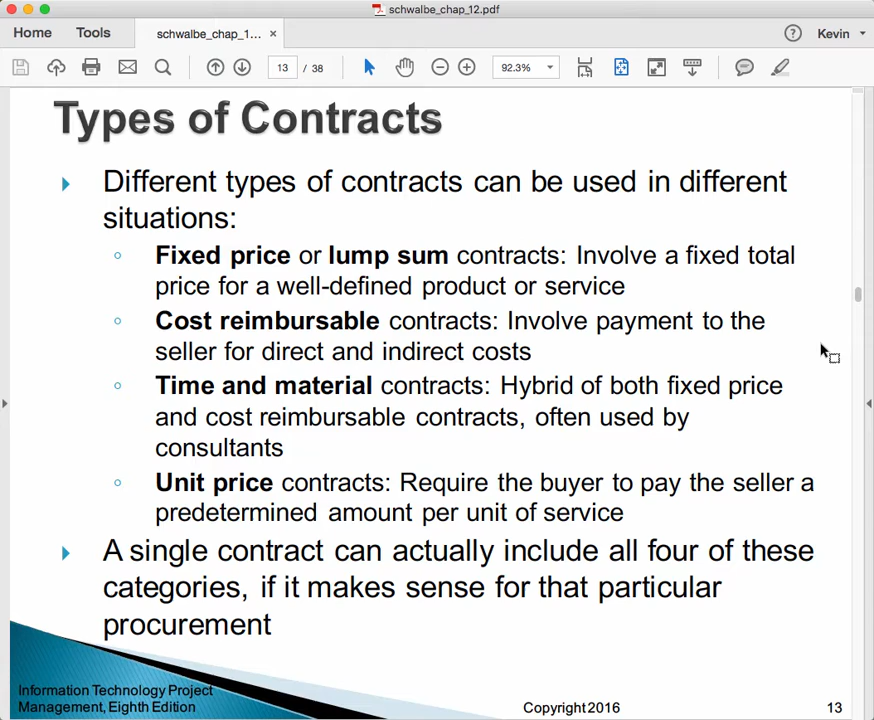 schwalbe_chap_12.pdf
Home Tools schwalbe_chap_1... × ? Kevin
13 / 38 92.3%
Types of Contracts
Different types of contracts can be used in different
situations:
Fixed price or lump sum contracts: Involve a fixed total
price for a well-defined product or service
Cost reimbursable contracts: Involve payment to the
seller for direct and indirect costs
Time and material contracts: Hybrid of both fixed price
and cost reimbursable contracts, often used by
consultants
Unit price contracts: Require the buyer to pay the seller a
predetermined amount per unit of service
A single contract can actually include all four of these
categories, if it makes sense for that particular
procurement
Information Technology Project
Management, Eighth Edition
Copyright2016
13